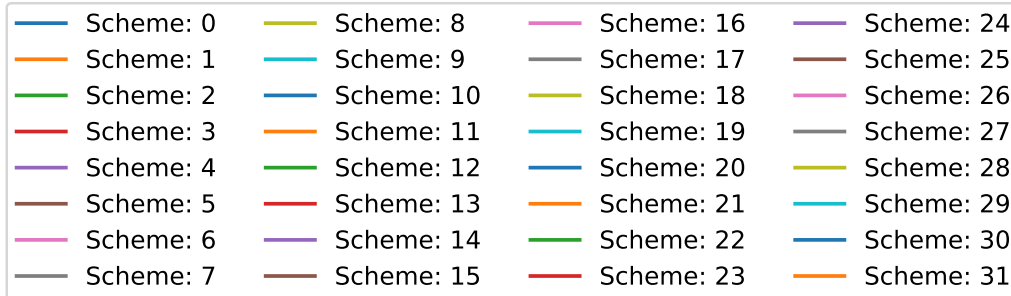 Scheme: 0
Scheme: 1
Scheme: 2
Scheme: 3
Scheme: 4
Scheme: 5
Scheme: 6
Scheme: 7
Scheme: 8
Scheme: 9
Scheme: 10
Scheme: 11
Scheme: 12
Scheme: 13
Scheme: 14
Scheme: 15
Scheme: 16
Scheme: 17
Scheme: 18
Scheme: 19
Scheme: 20
Scheme: 21
Scheme: 22
Scheme: 23
Scheme: 24
Scheme: 25
Scheme: 26
Scheme: 27
Scheme: 28
Scheme: 29
Scheme: 30
Scheme: 31